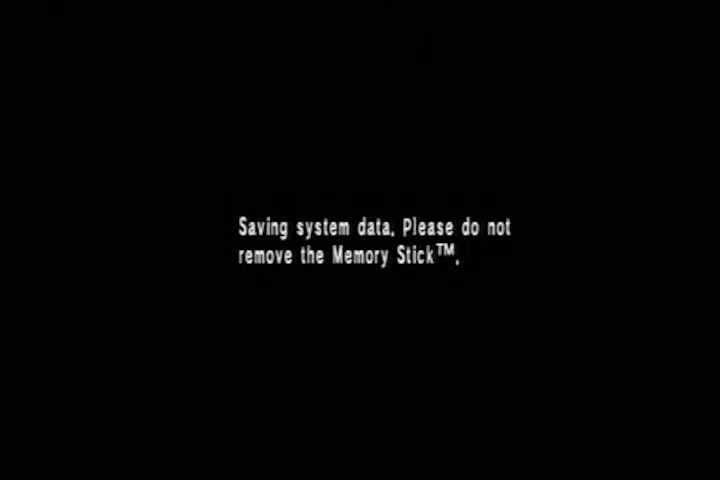 Saving system data. Please do not
remove the Memory Stick™.